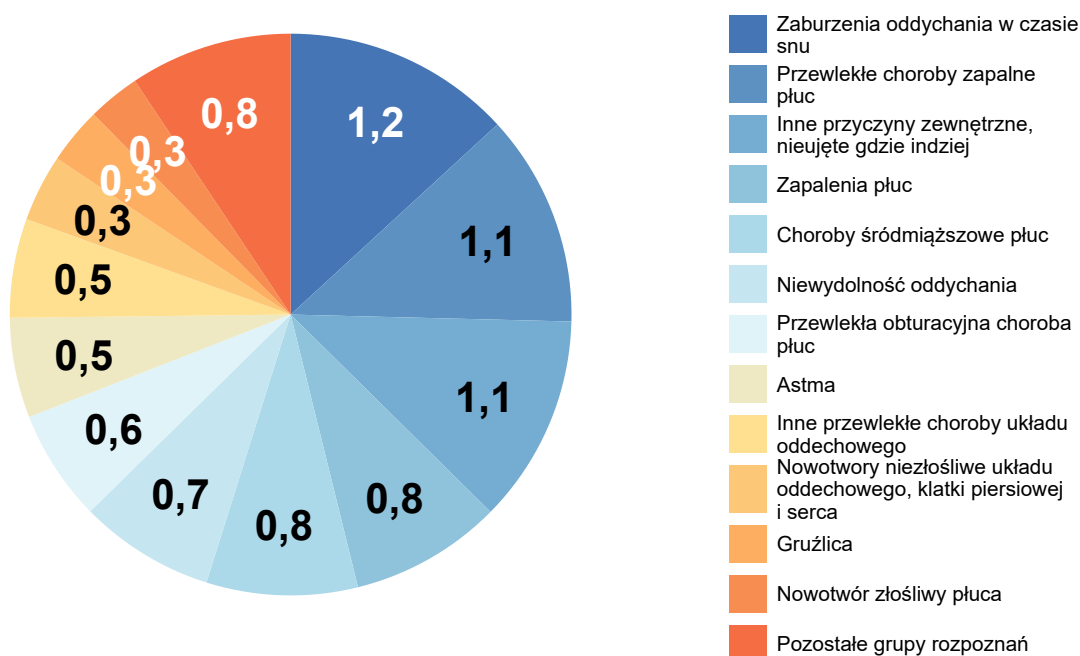 1,2
1,1
1,1
0,8
0,8
0,7
0,6
0,5
0,5
0,3
0,3
0,3
0,8
Zaburzenia oddychania w czasie
snu
Przewlekłe choroby zapalne
płuc
Inne przyczyny zewnętrzne,
nieujęte gdzie indziej
Zapalenia płuc
Choroby śródmiąższowe płuc
Niewydolność oddychania
Przewlekła obturacyjna choroba
płuc
Astma
Inne przewlekłe choroby układu
oddechowego
Nowotwory niezłośliwe układu
oddechowego, klatki piersiowej
i serca
Gruźlica
Nowotwór złośliwy płuca
Pozostałe grupy rozpoznań